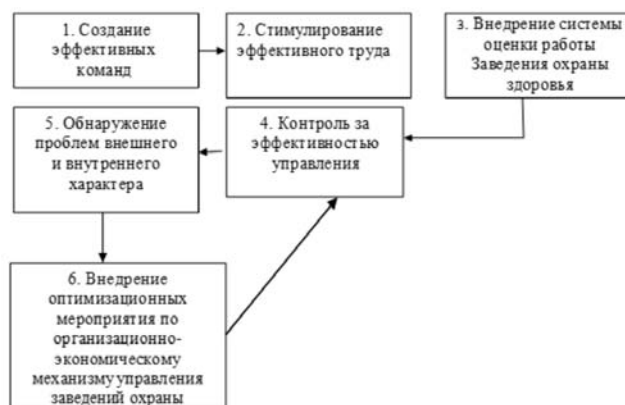 1. Создание
эффективных
команд
2. Стимулирование
эффективного труда
з. Внедрение системы
оценки работы
Заведения охраны
здоровья
4. Контроль за
эффективностью
управления
5. Обнаружение
проблем внешнего
и внутреннего
характера
6. Внедрение
оптимизационных
мероприятия по
организационно-
экономическому
механизму управления
заведений охраны